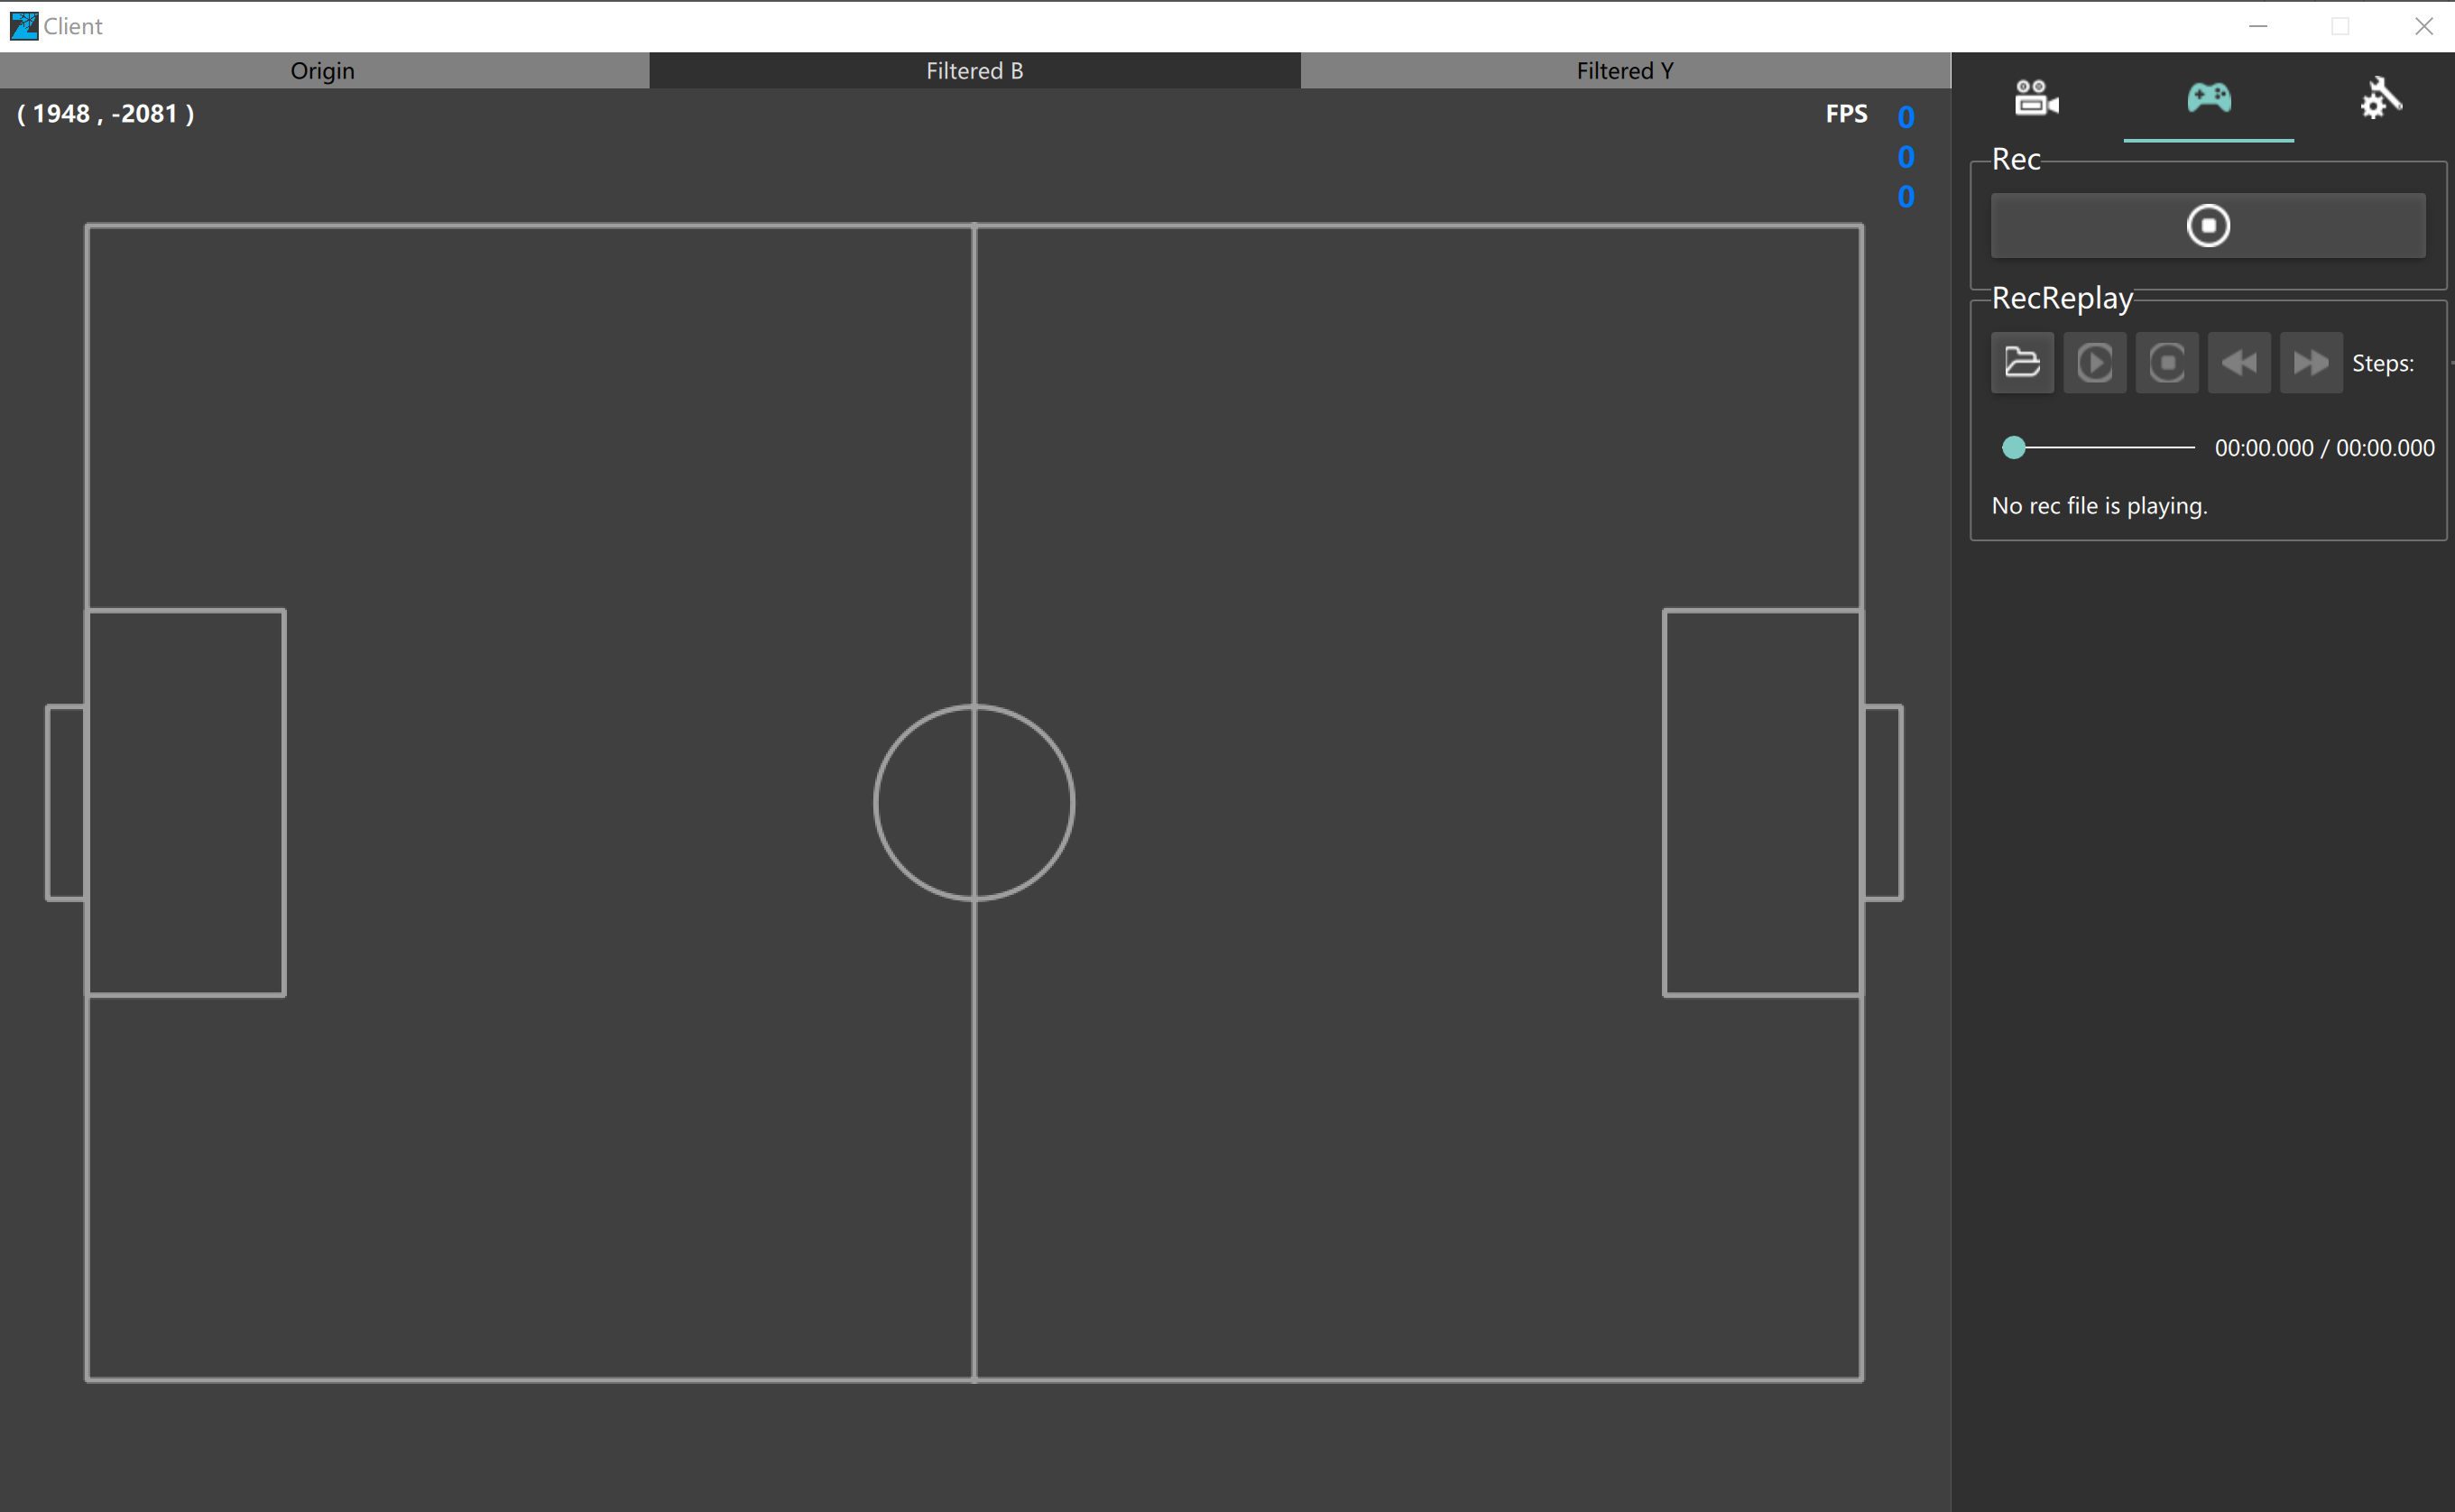 Client
Origin
Filtered B
Filtered Y
( 1948 , -2081 )
FPS
0
0
0
Rec
RecReplay
Steps:
00:00.000 / 00:00.000
No rec file is playing.